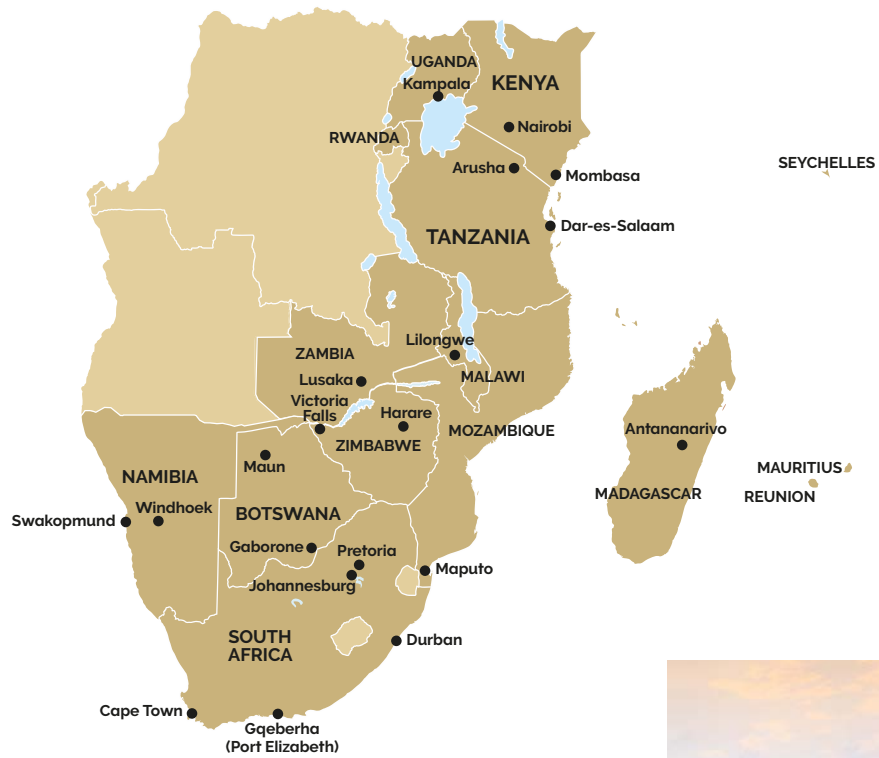 UGANDA
Kampala
KENYA
Nairobi
RWANDA
Arusha
Mombasa
SEYCHELLES
Dar-es-Salaam
TANZANIA
Lilongwe
ZAMBIA
MALAWI
Lusaka
Victoria
Falls
Harare
MOZAMBIQUE
ZIMBABWE
Antananarivo
Maun
NAMIBIA
MAURITIUS
MADAGASCAR
REUNION
Windhoek
Swakopmund
BOTSWANA
Gaborone
Pretoria
Maputo
Johannesburg
SOUTH
AFRICA
Durban
Cape Town
Gqeberha
(Port Elizabeth)